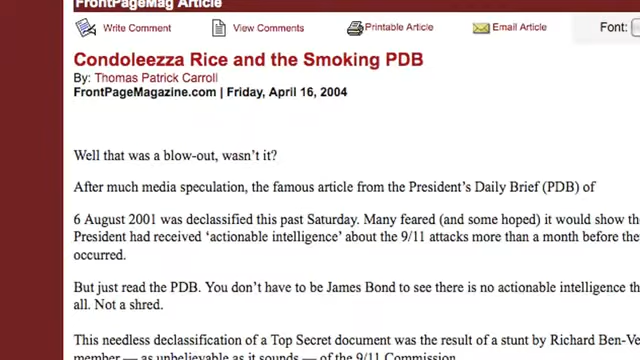 FrontPageMag Article
Write Comment View Comments Printable Article Email Article Font:
Condoleezza Rice and the Smoking PDB
By: Thomas Patrick Carroll
FrontPageMagazine.com | Friday, April 16, 2004
Well that was a blow-out, wasn't it?
After much media speculation, the famous article from the President's Daily Brief (PDB) of
6 August 2001 was declassified this past Saturday. Many feared (and some hoped) it would show the
President had received 'actionable intelligence' about the 9/11 attacks more than a month before the
occurred.
But just read the PDB. You don't have to be James Bond to see there is no actionable intelligence th
all. Not a shred.
This needless declassification of a Top Secret document was the result of a stunt by Richard Ben-Ve
member — as unbelievable as it sounds — of the 9/11 Commission.